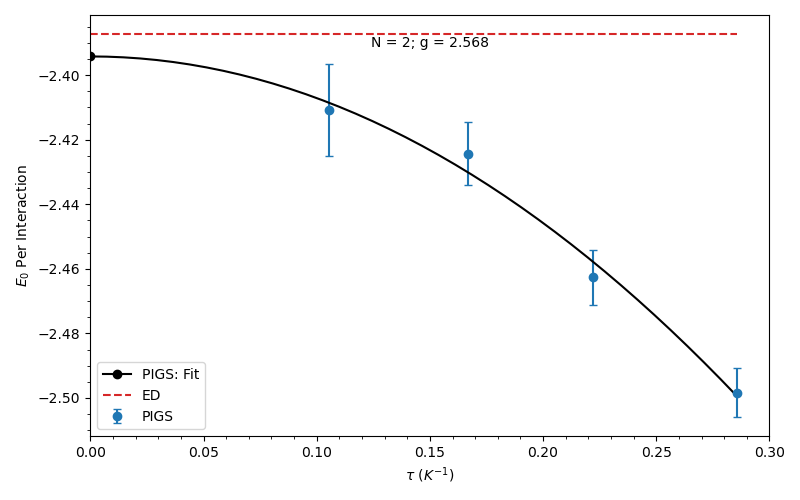 N = 2; g = 2.568
−2.40
−2.42
−2.44
−2.46
−2.48
−2.50
E₀ Per Interaction
PIGS: Fit
ED
PIGS
0.00 0.05 0.10 0.15 0.20 0.25 0.30
τ (K⁻¹)